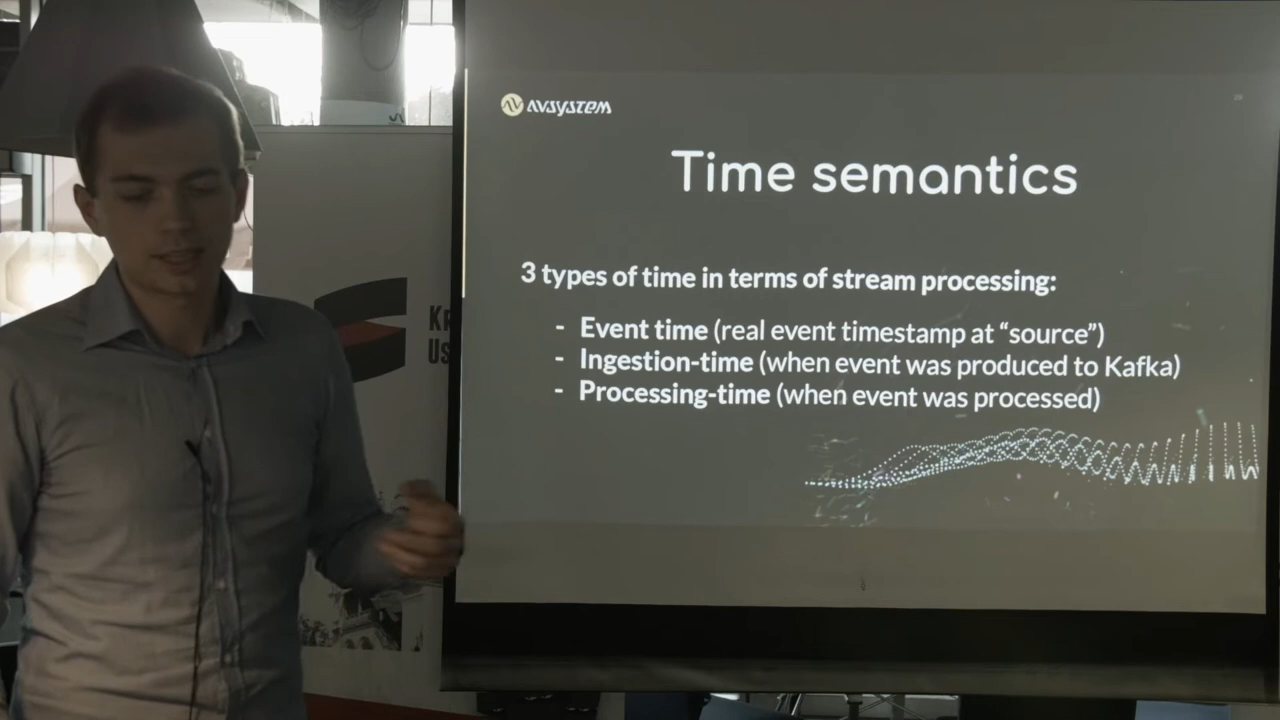 AVSYSTEM
Time semantics
3 types of time in terms of stream processing:
- Event time (real event timestamp at “source”)
- Ingestion-time (when event was produced to Kafka)
- Processing-time (when event was processed)